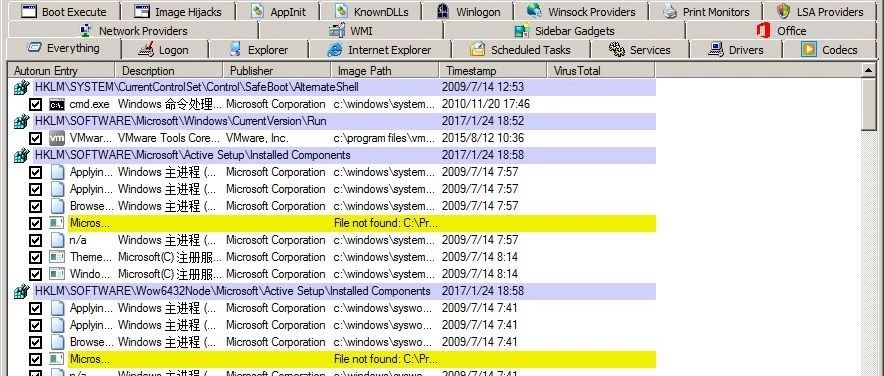 Boot Execute Image Hijacks AppInit KnownDLLs Winlogon Winsock Providers Print Monitors LSA Providers
Network Providers WMI Sidebar Gadgets Office
Everything Logon Explorer Internet Explorer Scheduled Tasks Services Drivers Codecs
Autorun Entry Description Publisher Image Path Timestamp VirusTotal
HKLM\SYSTEM\CurrentControlSet\Control\SafeBoot\AlternateShell 2009/7/14 12:53
cmd.exe Windows 命令处理... Microsoft Corporation c:\windows\system... 2010/11/20 17:46
HKLM\SOFTWARE\Microsoft\Windows\CurrentVersion\Run 2017/1/24 18:52
VMwar... VMware Tools Core... VMware, Inc. c:\program files\vm... 2015/8/12 10:36
HKLM\SOFTWARE\Microsoft\Active Setup\Installed Components 2017/1/24 18:58
Applyin... Windows 主进程 (... Microsoft Corporation c:\windows\system... 2009/7/14 7:57
Applyin... Windows 主进程 (... Microsoft Corporation c:\windows\system... 2009/7/14 7:57
Browse... Windows 主进程 (... Microsoft Corporation c:\windows\system... 2009/7/14 7:57
Micros... File not found: C:\Pr...
n/a Windows 主进程 (... Microsoft Corporation c:\windows\system... 2009/7/14 7:57
Theme... Microsoft(C) 注册服... Microsoft Corporation c:\windows\system... 2009/7/14 8:14
Windo... Microsoft(C) 注册服... Microsoft Corporation c:\windows\system... 2009/7/14 8:14
HKLM\SOFTWARE\Wow6432Node\Microsoft\Active Setup\Installed Components 2017/1/24 18:58
Applyin... Windows 主进程 (... Microsoft Corporation c:\windows\syswo... 2009/7/14 7:41
Applyin... Windows 主进程 (... Microsoft Corporation c:\windows\syswo... 2009/7/14 7:41
Browse... Windows 主进程 (... Microsoft Corporation c:\windows\syswo... 2009/7/14 7:41
Micros... File not found: C:\Pr...
n/a Windows 主进程 (... Microsoft Corporation c:\windows\syswo... 2009/7/14 7:41